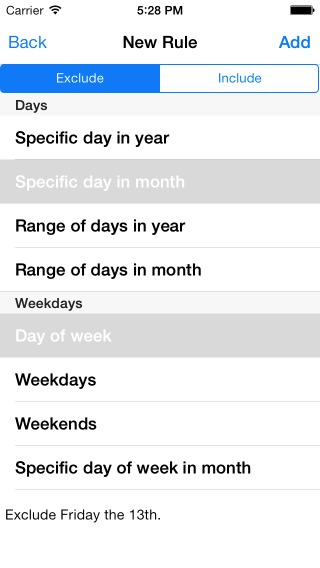 Carrier 5:28 PM
Back New Rule Add
Exclude Include
Days
Specific day in year
Specific day in month
Range of days in year
Range of days in month
Weekdays
Day of week
Weekdays
Weekends
Specific day of week in month
Exclude Friday the 13th.